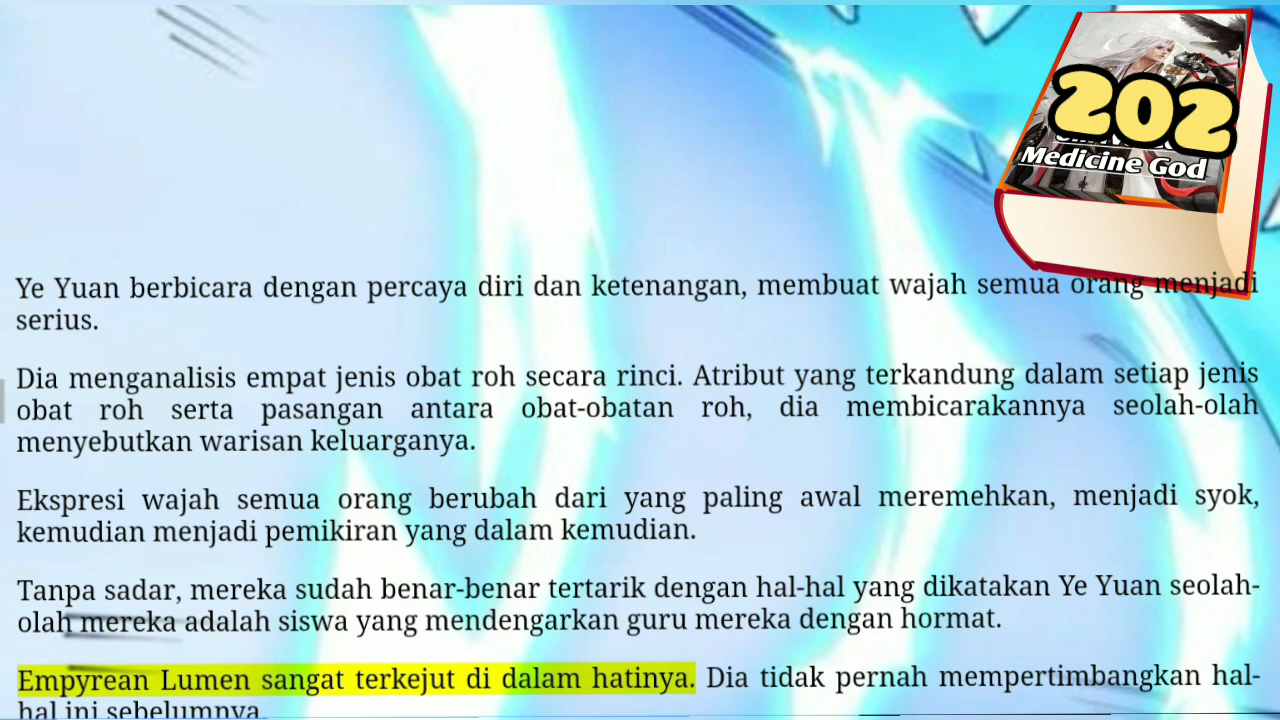 202
Medicine God
Ye Yuan berbicara dengan percaya diri dan ketenangan, membuat wajah semua orang menjadi
serius.
Dia menganalisis empat jenis obat roh secara rinci. Atribut yang terkandung dalam setiap jenis
obat roh serta pasangan antara obat-obatan roh, dia membicarakannya seolah-olah
menyebutkan warisan keluarganya.
Ekspresi wajah semua orang berubah dari yang paling awal meremehkan, menjadi syok,
kemudian menjadi pemikiran yang dalam kemudian.
Tanpa sadar, mereka sudah benar-benar tertarik dengan hal-hal yang dikatakan Ye Yuan seolah-
olah mereka adalah siswa yang mendengarkan guru mereka dengan hormat.
Empyrean Lumen sangat terkejut di dalam hatinya. Dia tidak pernah mempertimbangkan hal-
hal ini sebelumnya.